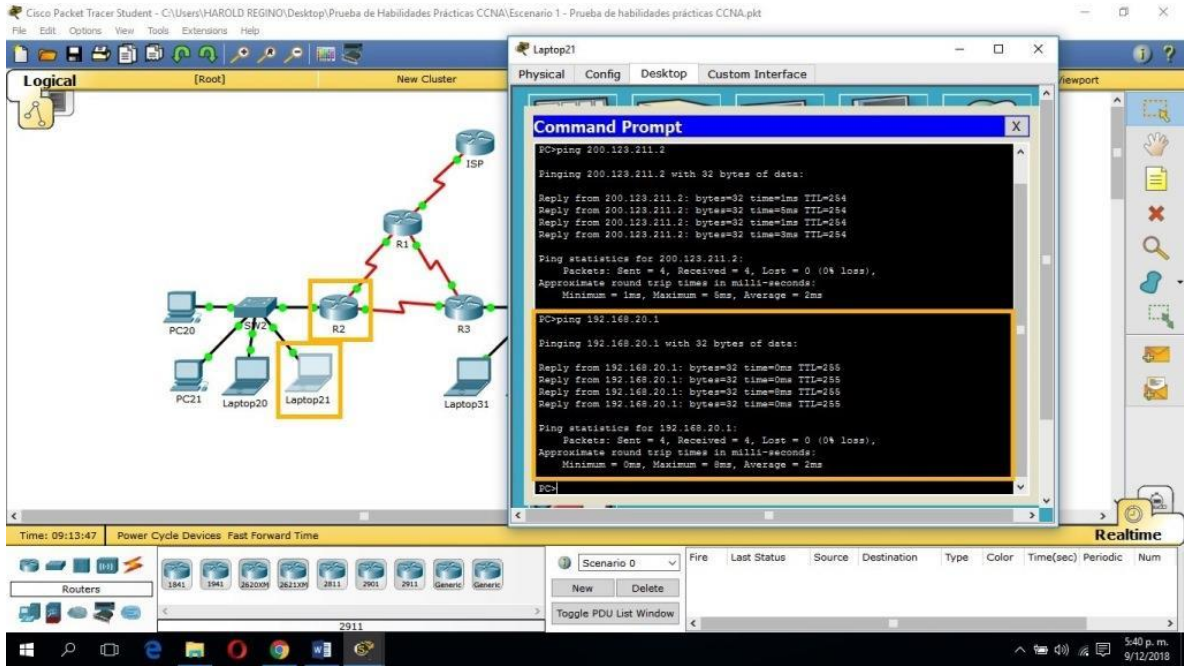 Cisco Packet Tracer Student - C:\Users\HAROLD REGINO\Desktop\Prueba de Habilidades Prácticas CCNA\Escenario 1 - Prueba de habilidades prácticas CCNA.pkt
File Edit Options View Tools Extensions Help
Logical
[Root]
New Cluster
Viewport
ISP
R1
R2
R3
SW2
PC20
PC21
Laptop20
Laptop21
Laptop31
Laptop21
Physical Config Desktop Custom Interface
Command Prompt
X
PC>ping 200.123.211.2
Pinging 200.123.211.2 with 32 bytes of data:
Reply from 200.123.211.2: bytes=32 time=1ms TTL=254
Reply from 200.123.211.2: bytes=32 time=5ms TTL=254
Reply from 200.123.211.2: bytes=32 time=1ms TTL=254
Reply from 200.123.211.2: bytes=32 time=3ms TTL=254
Ping statistics for 200.123.211.2:
Packets: Sent = 4, Received = 4, Lost = 0 (0% loss),
Approximate round trip times in milli-seconds:
Minimum = 1ms, Maximum = 5ms, Average = 2ms
PC>ping 192.168.20.1
Pinging 192.168.20.1 with 32 bytes of data:
Reply from 192.168.20.1: bytes=32 time=0ms TTL=255
Reply from 192.168.20.1: bytes=32 time=0ms TTL=255
Reply from 192.168.20.1: bytes=32 time=8ms TTL=255
Reply from 192.168.20.1: bytes=32 time=0ms TTL=255
Ping statistics for 192.168.20.1:
Packets: Sent = 4, Received = 4, Lost = 0 (0% loss),
Approximate round trip times in milli-seconds:
Minimum = 0ms, Maximum = 8ms, Average = 2ms
PC>
Time: 09:13:47 Power Cycle Devices Fast Forward Time
Realtime
Routers
1841 1941 2620XM 2621XM 2811 2901 2911 Generic Generic
2911
Scenario 0
New Delete
Toggle PDU List Window
Fire Last Status Source Destination Type Color Time(sec) Periodic Num
5:40 p. m.
9/12/2018